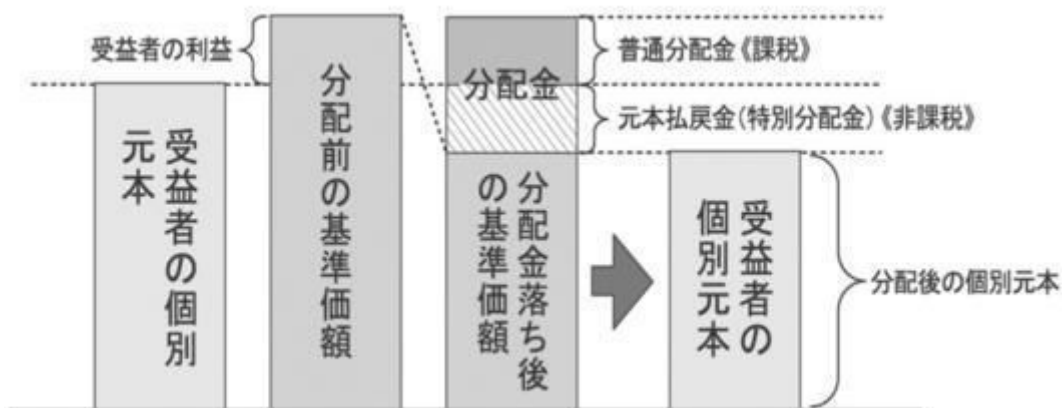 受益者の利益
受益者の個別
元本
分配前の基準価額
分配金
分配金落ち後
の基準価額
普通分配金《課税》
元本払戻金(特別分配金)《非課税》
受益者の
個別元本
分配後の個別元本